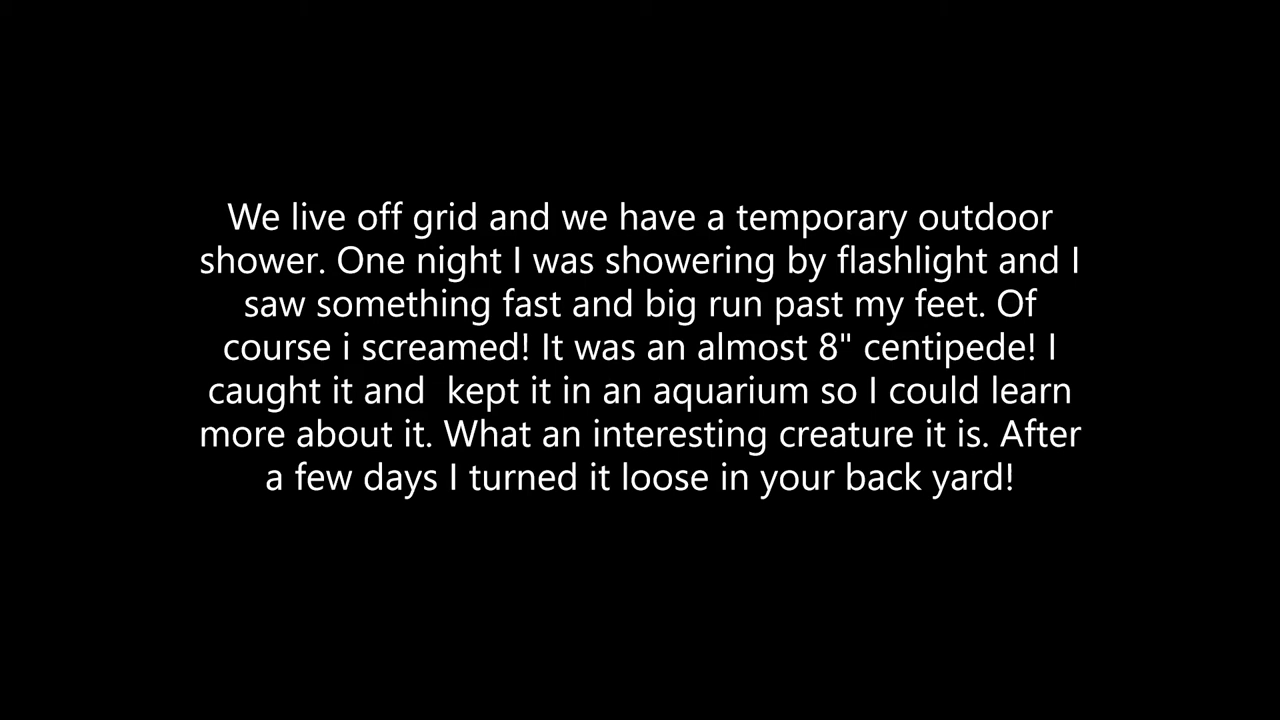 We live off grid and we have a temporary outdoor
shower. One night I was showering by flashlight and I
saw something fast and big run past my feet. Of
course i screamed! It was an almost 8" centipede! I
caught it and  kept it in an aquarium so I could learn
more about it. What an interesting creature it is. After
a few days I turned it loose in your back yard!